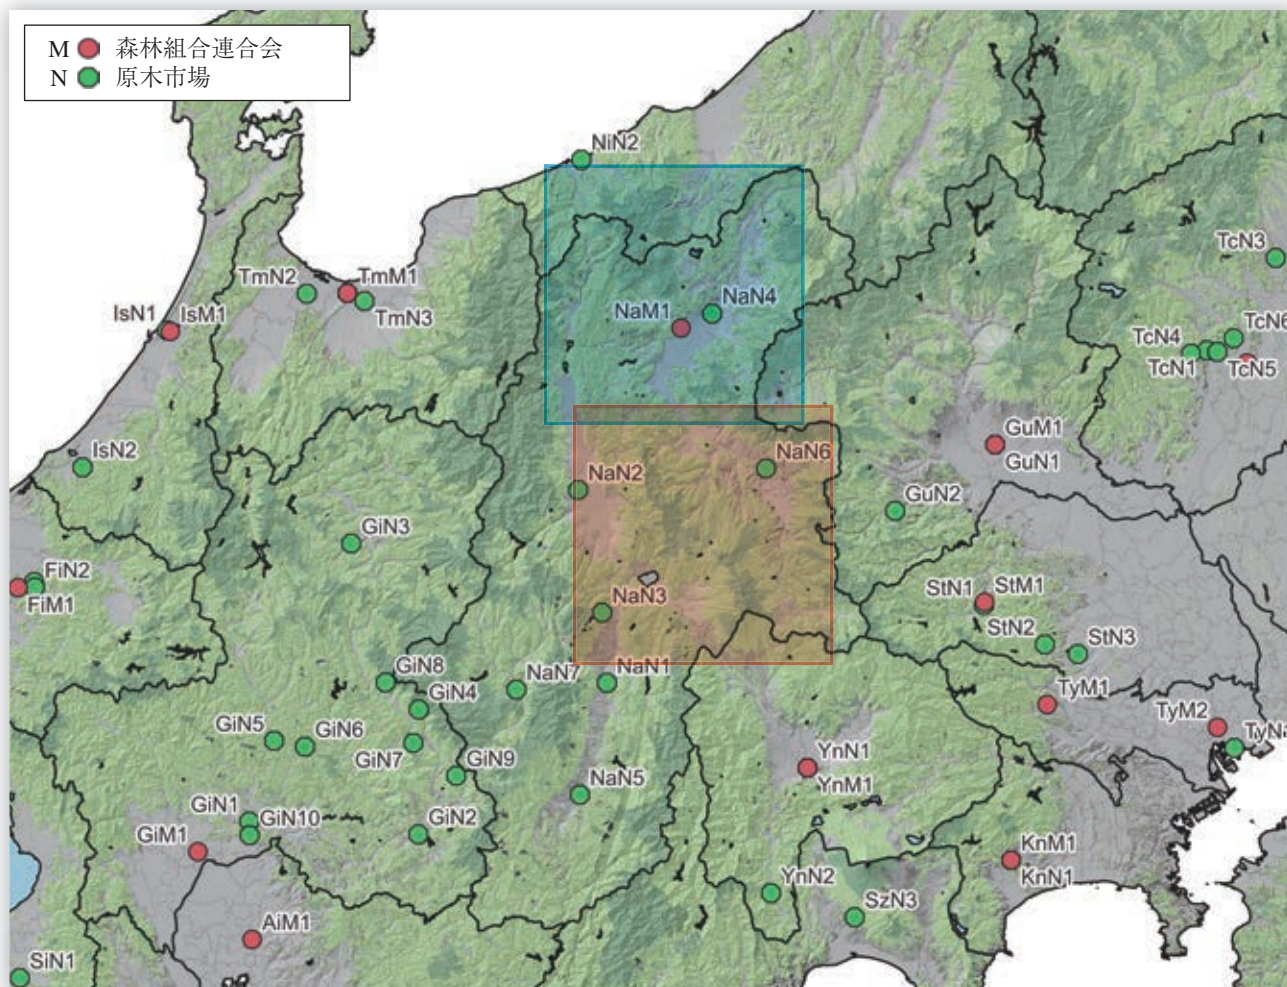 M 森林組合連合会
N 原木市場
NiN2
TcN3
TmN2
TmM1
NaN4
IsN1
IsM1
TmN3
NaM1
TcN6
TcN4
TcN1
TcN5
GuM1
IsN2
NaN6
GuN1
NaN2
GuN2
GiN3
FiN2
StN1
StM1
FiM1
NaN3
StN2
StN3
GiN8
NaN7
NaN1
GiN4
TyM1
GiN5
GiN6
TyM2
TyNa
GiN7
YnN1
GiN9
NaN5
YnM1
GiN1
GiN10
GiN2
GiM1
KnM1
YnN2
KnN1
SzN3
AiM1
SiN1